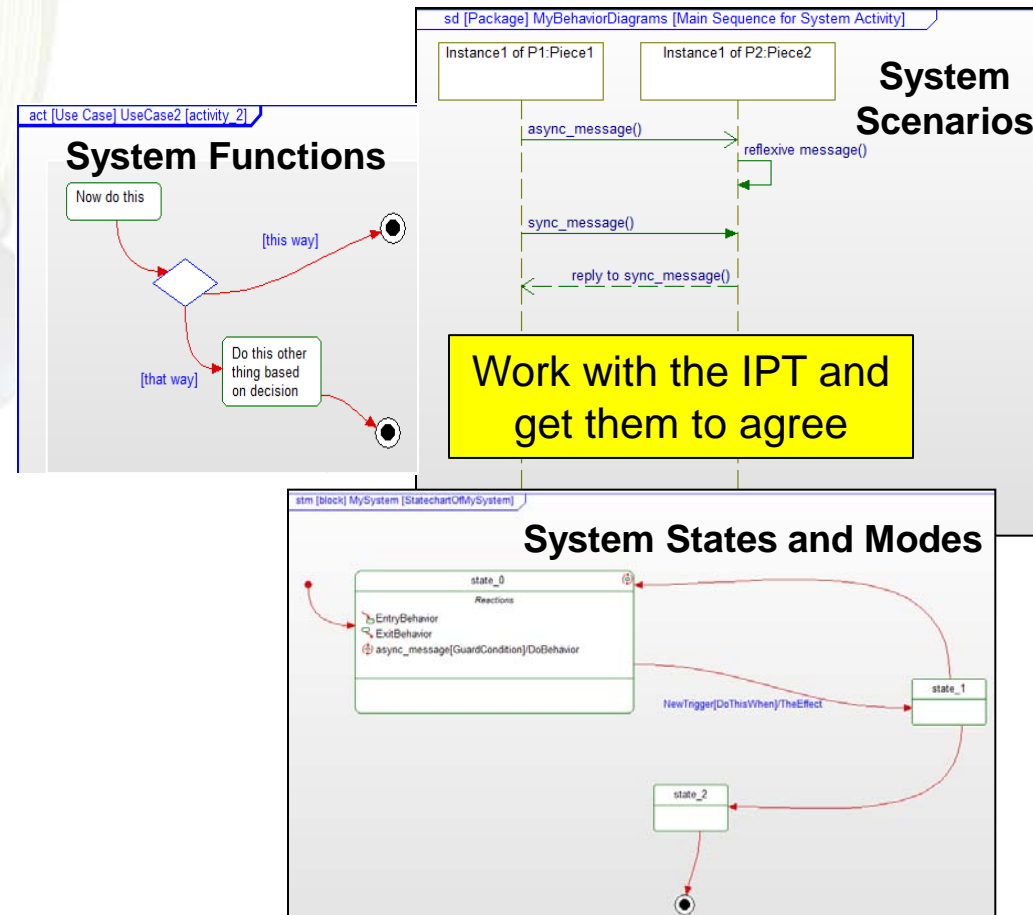 sd [Package] MyBehaviorDiagrams [Main Sequence for System Activity]
Instance1 of P1:Piece1
Instance1 of P2:Piece2
System
Scenarios
async_message()
reflexive message()
sync_message()
reply to sync_message()
act [Use Case] UseCase2 [activity_2]
System Functions
Now do this
[this way]
Do this other
thing based
on decision
[that way]
Work with the IPT and
get them to agree
stm [block] MySystem [StatechartOfMySystem]
System States and Modes
state_0
Reactions
EntryBehavior
ExitBehavior
async_message[GuardCondition]/DoBehavior
NewTrigger[DoThisWhen]/TheEffect
state_1
state_2